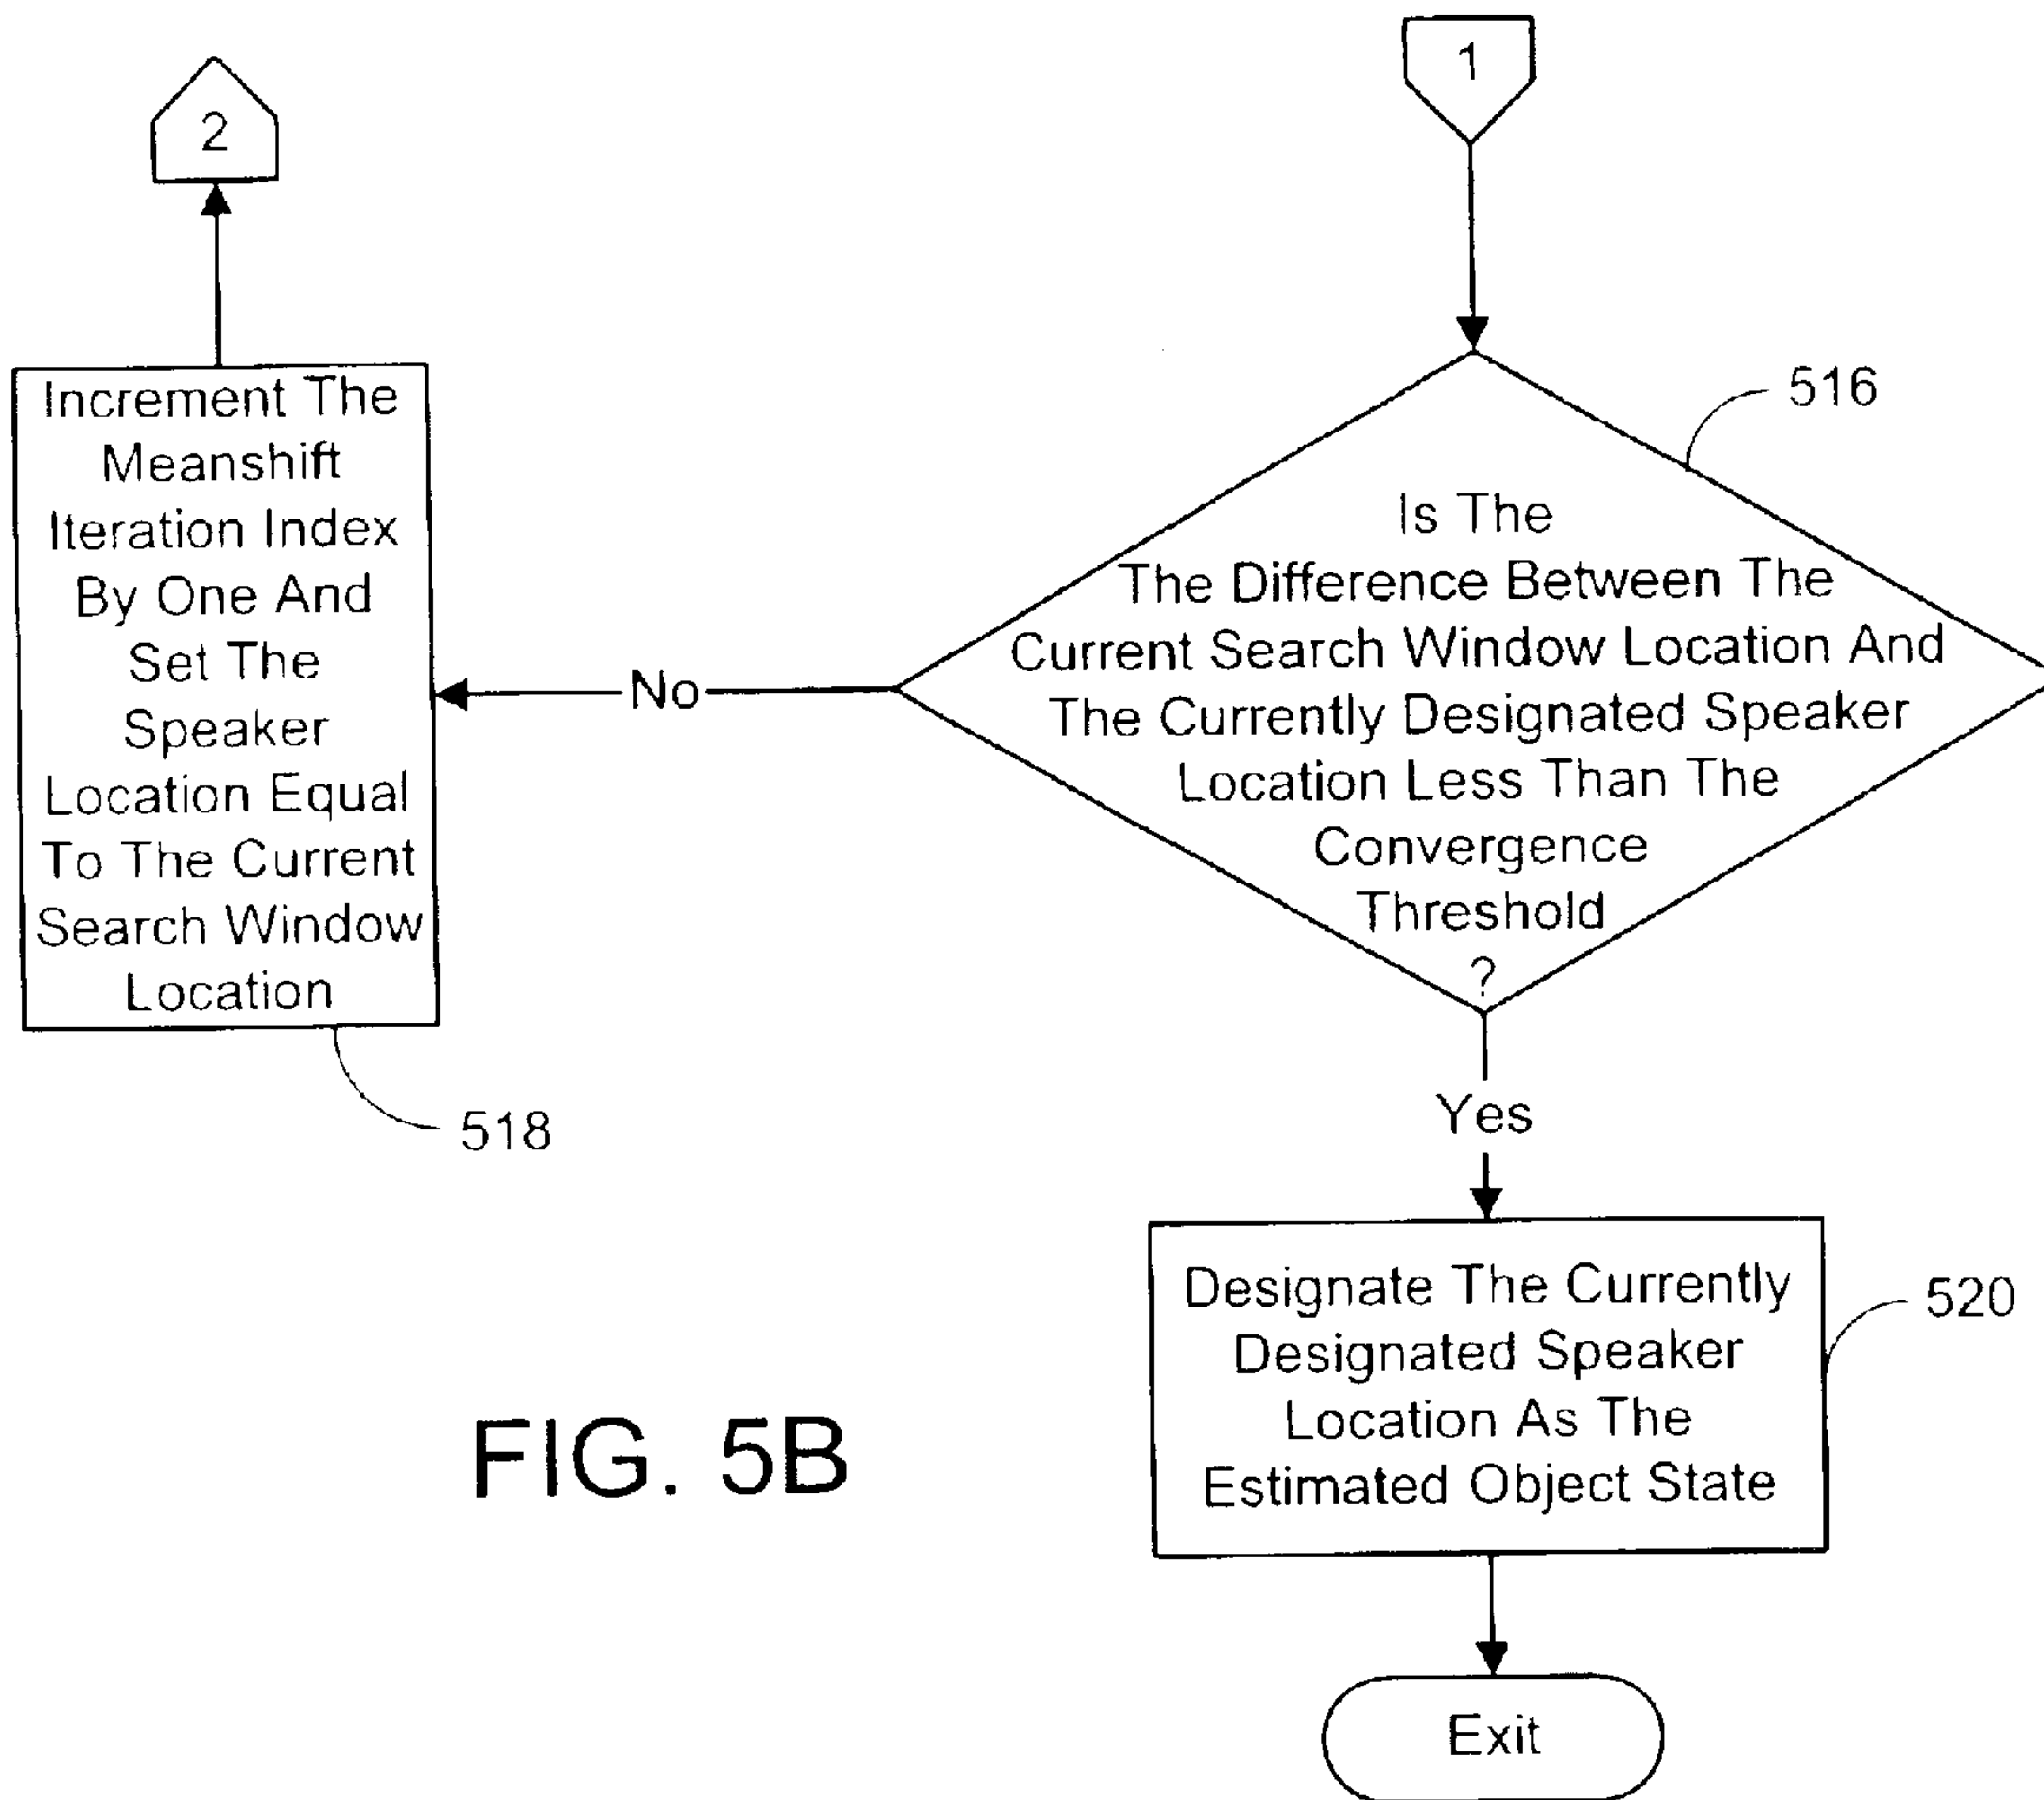 2
1
Increment The
Meanshift
Iteration Index
By One And
Set The
Speaker
Location Equal
To The Current
Search Window
Location
518
No
516
Is The
The Difference Between The
Current Search Window Location And
The Currently Designated Speaker
Location Less Than The
Convergence
Threshold
?
Yes
Designate The Currently
Designated Speaker
Location As The
Estimated Object State
520
Exit
FIG. 5B